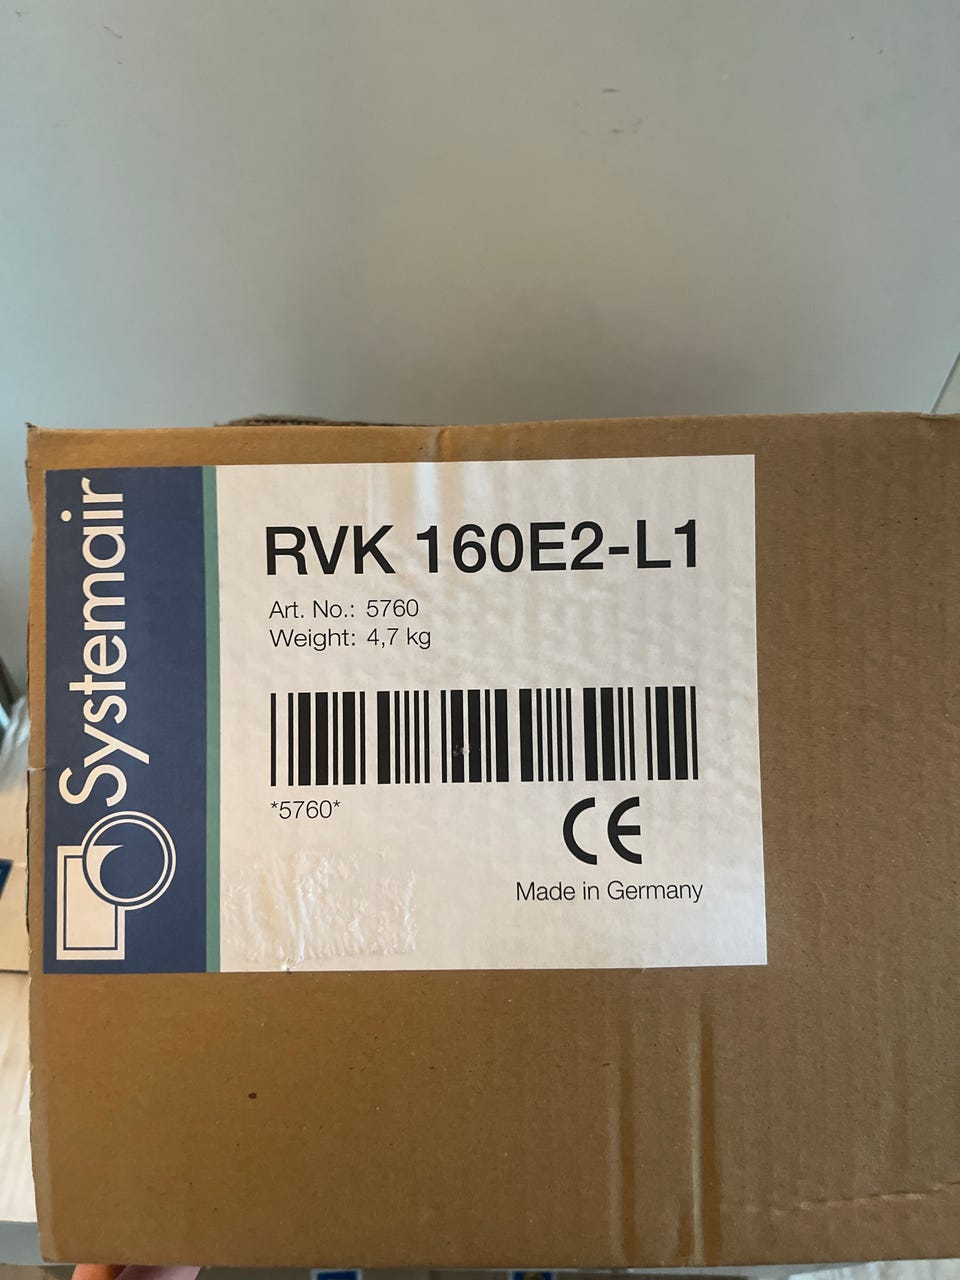 Systemair
RVK 160E2-L1
Art. No.: 5760
Weight: 4,7 kg
*5760*
CE
Made in Germany